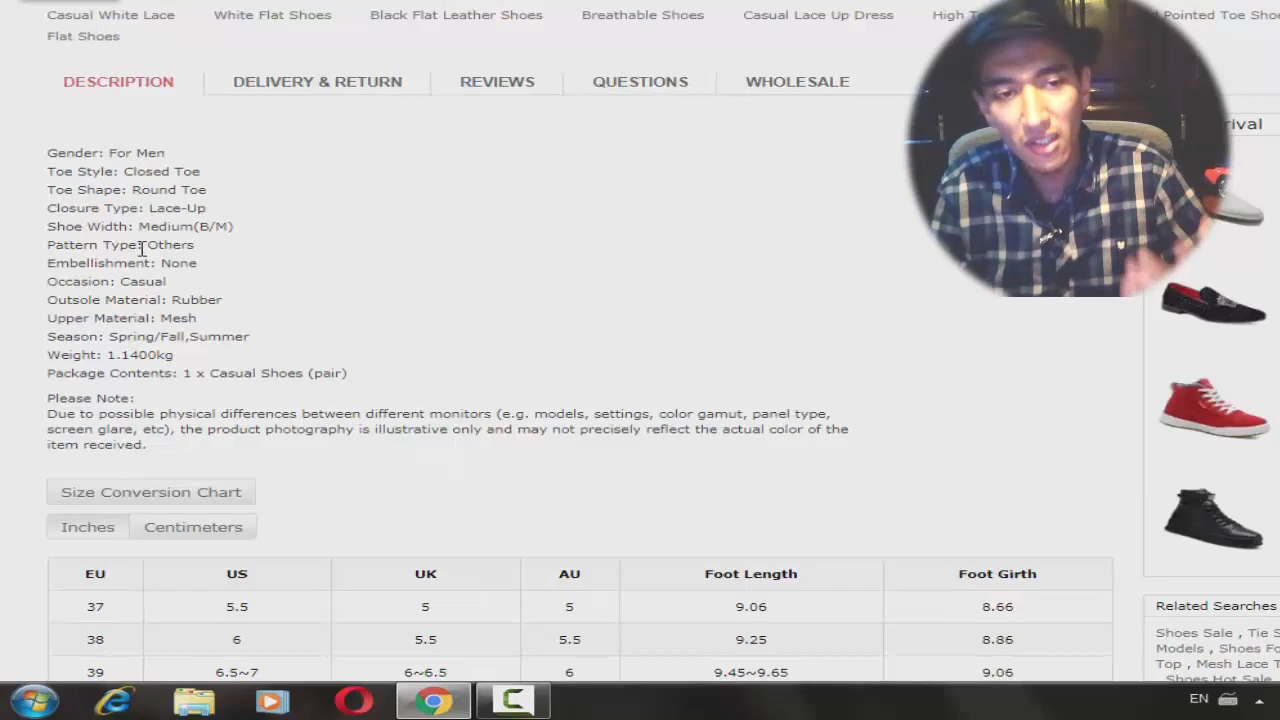 Casual White Lace White Flat Shoes Black Flat Leather Shoes Breathable Shoes Casual Lace Up Dress High Pointed Toe
Flat Shoes
DESCRIPTION DELIVERY & RETURN REVIEWS QUESTIONS WHOLESALE
Gender: For Men
Toe Style: Closed Toe
Toe Shape: Round Toe
Closure Type: Lace-Up
Shoe Width: Medium(B/M)
Pattern Type: Others
Embellishment: None
Occasion: Casual
Outsole Material: Rubber
Upper Material: Mesh
Season: Spring/Fall,Summer
Weight: 1.1400kg
Package Contents: 1 x Casual Shoes (pair)
Please Note:
Due to possible physical differences between different monitors (e.g. models, settings, color gamut, panel type,
screen glare, etc), the product photography is illustrative only and may not precisely reflect the actual color of the
item received.
Size Conversion Chart
Inches Centimeters
EU US UK AU Foot Length Foot Girth
37 5.5 5 5 9.06 8.66
38 6 5.5 5.5 9.25 8.86
39 6.5~7 6~6.5 6 9.45~9.65 9.06
Related Searches
Shoes Sale , Tie
Models , Shoes
Top , Mesh Lace
Shoes Hot Sale
EN